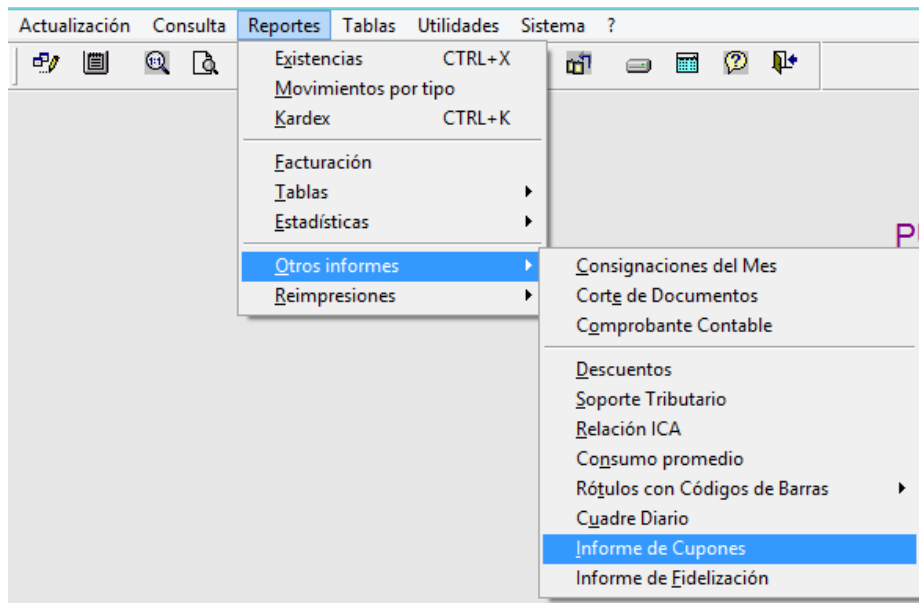 Actualización Consulta Reportes Tablas Utilidades Sistema ?
Existencias CTRL+X
Movimientos por tipo
Kardex CTRL+K
Facturación
Tablas
Estadísticas
Otros informes
Reimpresiones
Consignaciones del Mes
Corte de Documentos
Comprobante Contable
Descuentos
Soporte Tributario
Relación ICA
Consumo promedio
Rótulos con Códigos de Barras
Cuadre Diario
Informe de Cupones
Informe de Fidelización